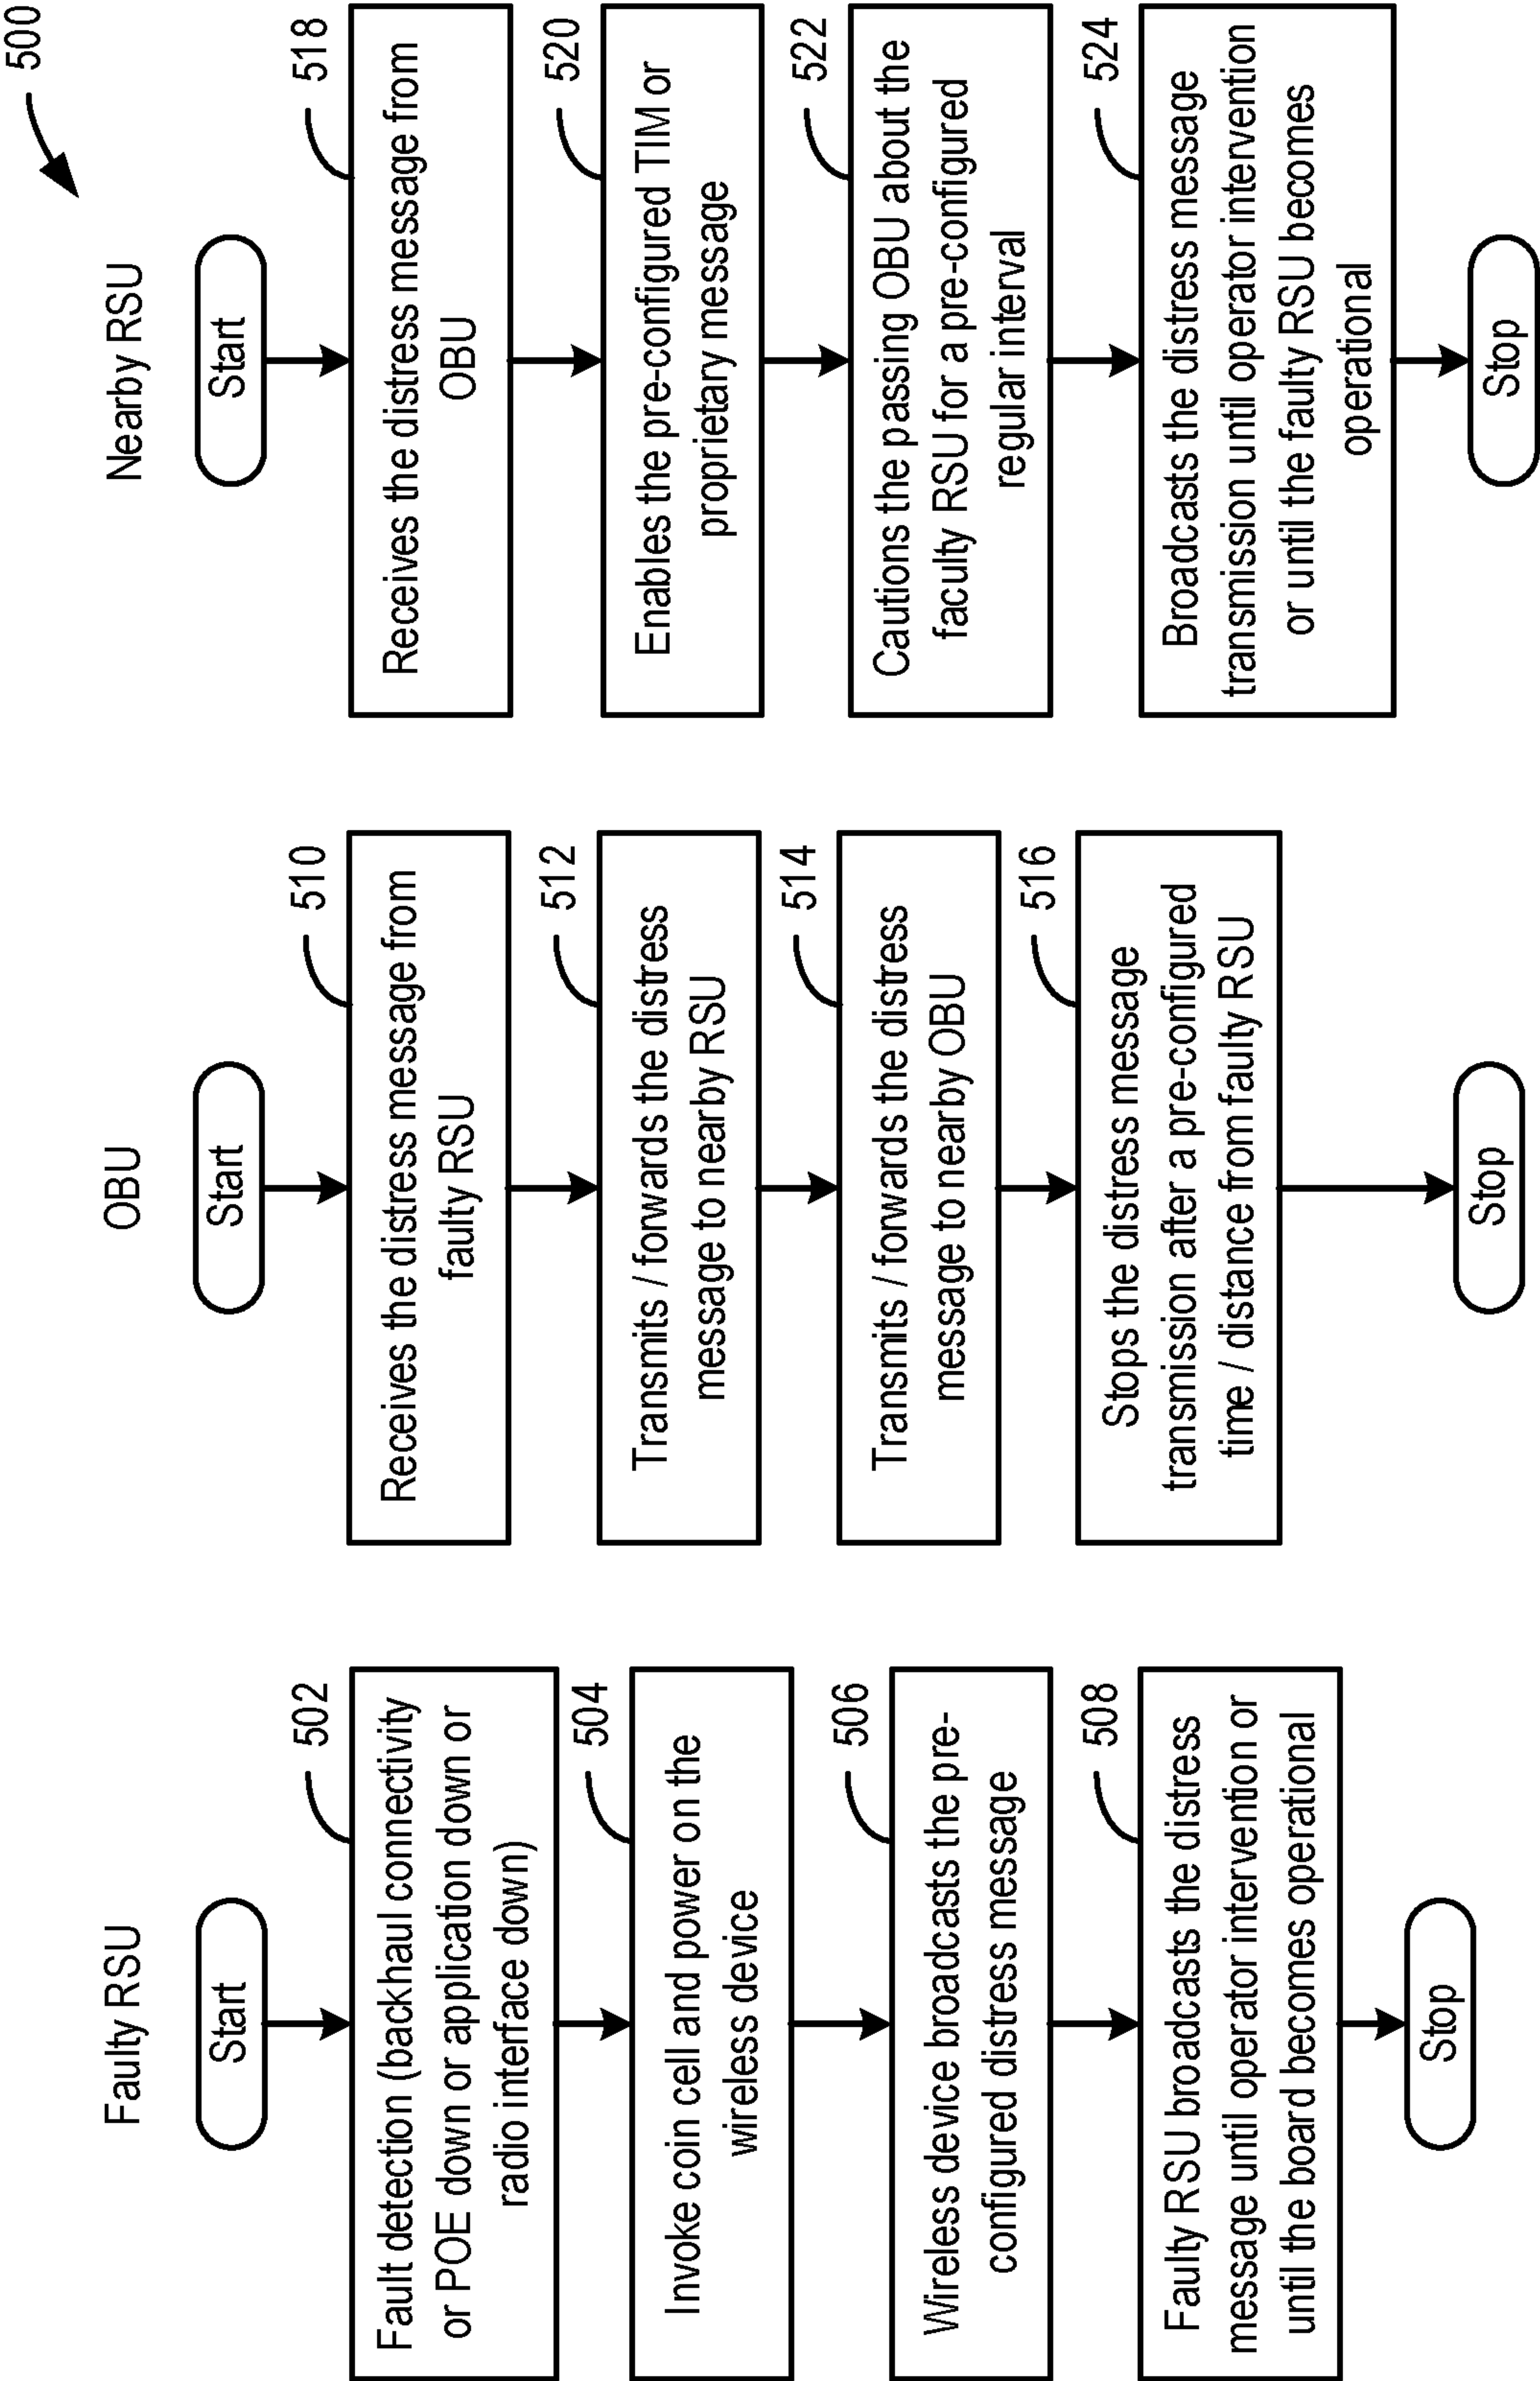 500
Faulty RSU
Start
502
Fault detection (backhaul connectivity
or POE down or application down or
radio interface down)
504
Invoke coin cell and power on the
wireless device
506
Wireless device broadcasts the pre-
configured distress message
508
Faulty RSU broadcasts the distress
message until operator intervention or
until the board becomes operational
Stop
OBU
Start
510
Receives the distress message from
faulty RSU
512
Transmits / forwards the distress
message to nearby RSU
514
Transmits / forwards the distress
message to nearby OBU
516
Stops the distress message
transmission after a pre-configured
time / distance from faulty RSU
Stop
Nearby RSU
Start
518
Receives the distress message from
OBU
520
Enables the pre-configured TIM or
proprietary message
522
Cautions the passing OBU about the
faculty RSU for a pre-configured
regular interval
524
Broadcasts the distress message
transmission until operator intervention
or until the faulty RSU becomes
operational
Stop